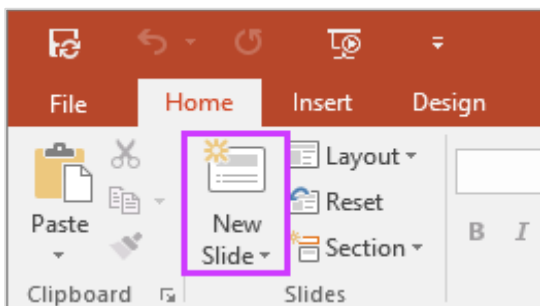 File Home Insert Design
Layout
Reset
Paste New
Slide Section B I
Clipboard Slides